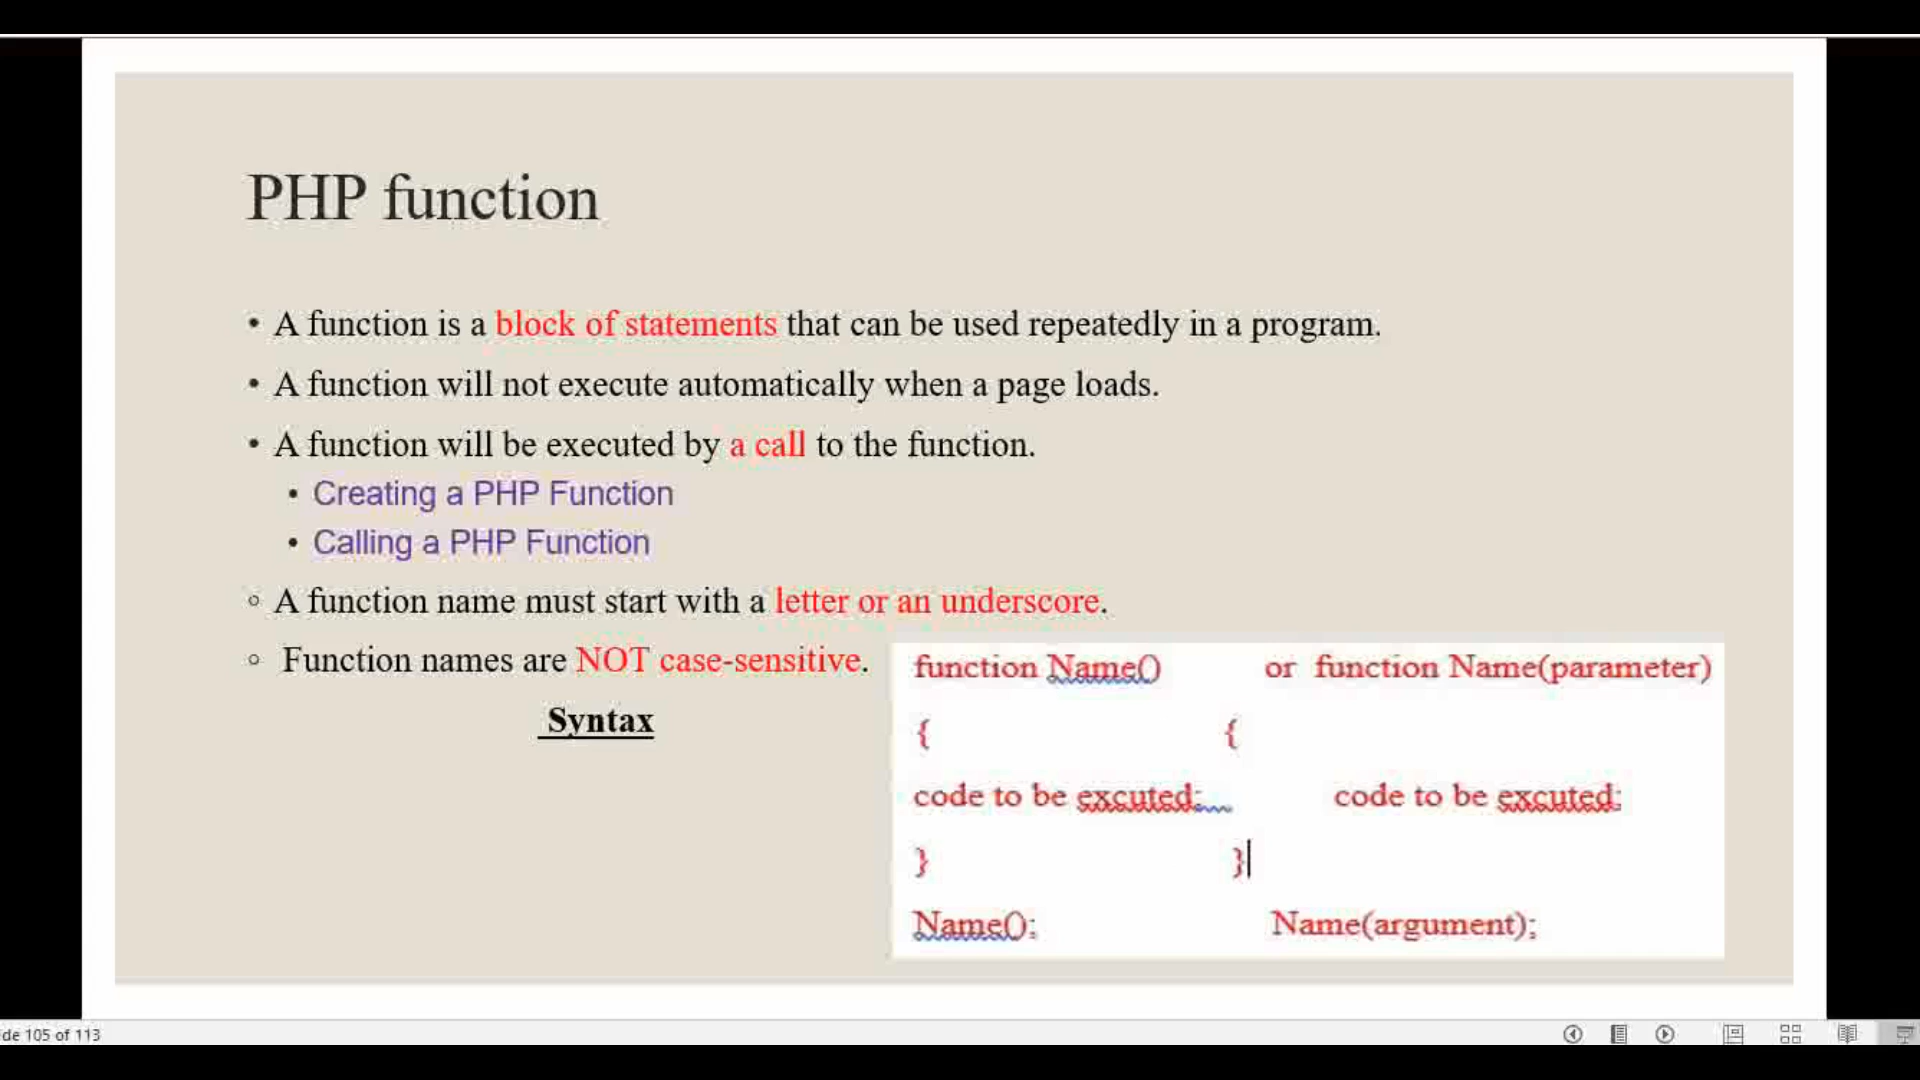 PHP function
• A function is a block of statements that can be used repeatedly in a program.
• A function will not execute automatically when a page loads.
• A function will be executed by a call to the function.
• Creating a PHP Function
• Calling a PHP Function
◦ A function name must start with a letter or an underscore.
◦ Function names are NOT case-sensitive.
Syntax
function Name() or function Name(parameter)
{ {
code to be excuted; code to be excuted;
} }
Name(); Name(argument);
de 105 of 113